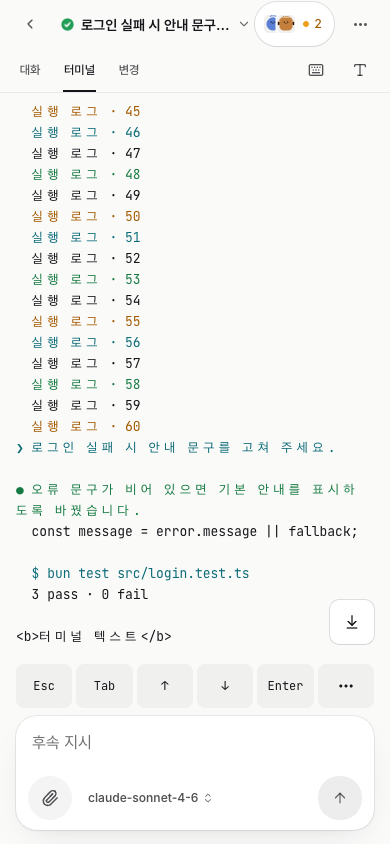 로그인 실패 시 안내 문구...
2
대화
터미널
변경
실행 로그 · 45
실행 로그 · 46
실행 로그 · 47
실행 로그 · 48
실행 로그 · 49
실행 로그 · 50
실행 로그 · 51
실행 로그 · 52
실행 로그 · 53
실행 로그 · 54
실행 로그 · 55
실행 로그 · 56
실행 로그 · 57
실행 로그 · 58
실행 로그 · 59
실행 로그 · 60
❯ 로그인 실패 시 안내 문구를 고쳐 주세요.
● 오류 문구가 비어 있으면 기본 안내를 표시하
도록 바꿨습니다.
const message = error.message || fallback;
$ bun test src/login.test.ts
3 pass · 0 fail
<b>터미널 텍스트</b>
Esc
Tab
↑
↓
Enter
•••
후속 지시
claude-sonnet-4-6